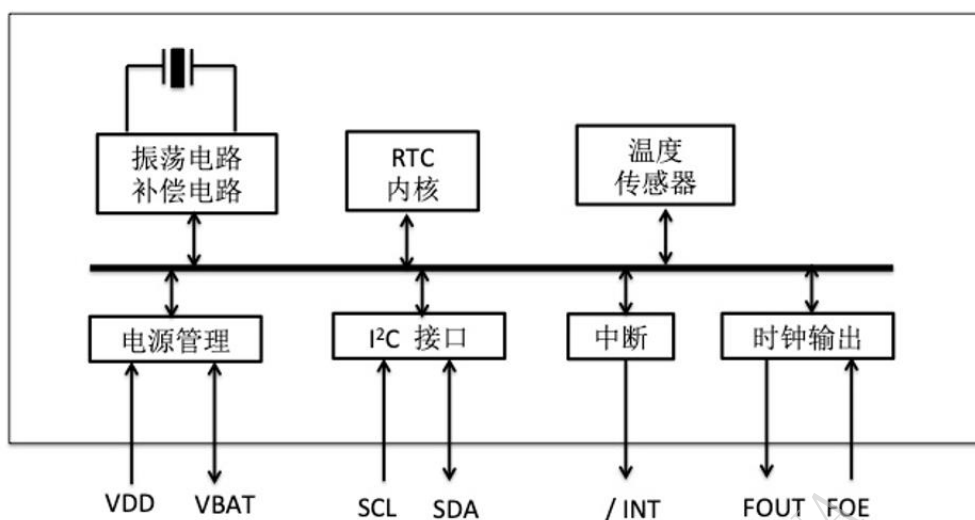 振荡电路
补偿电路
RTC
内核
温度
传感器
电源管理
I²C 接口
中断
时钟输出
VDD
VBAT
SCL
SDA
/ INT
FOUT
FOE